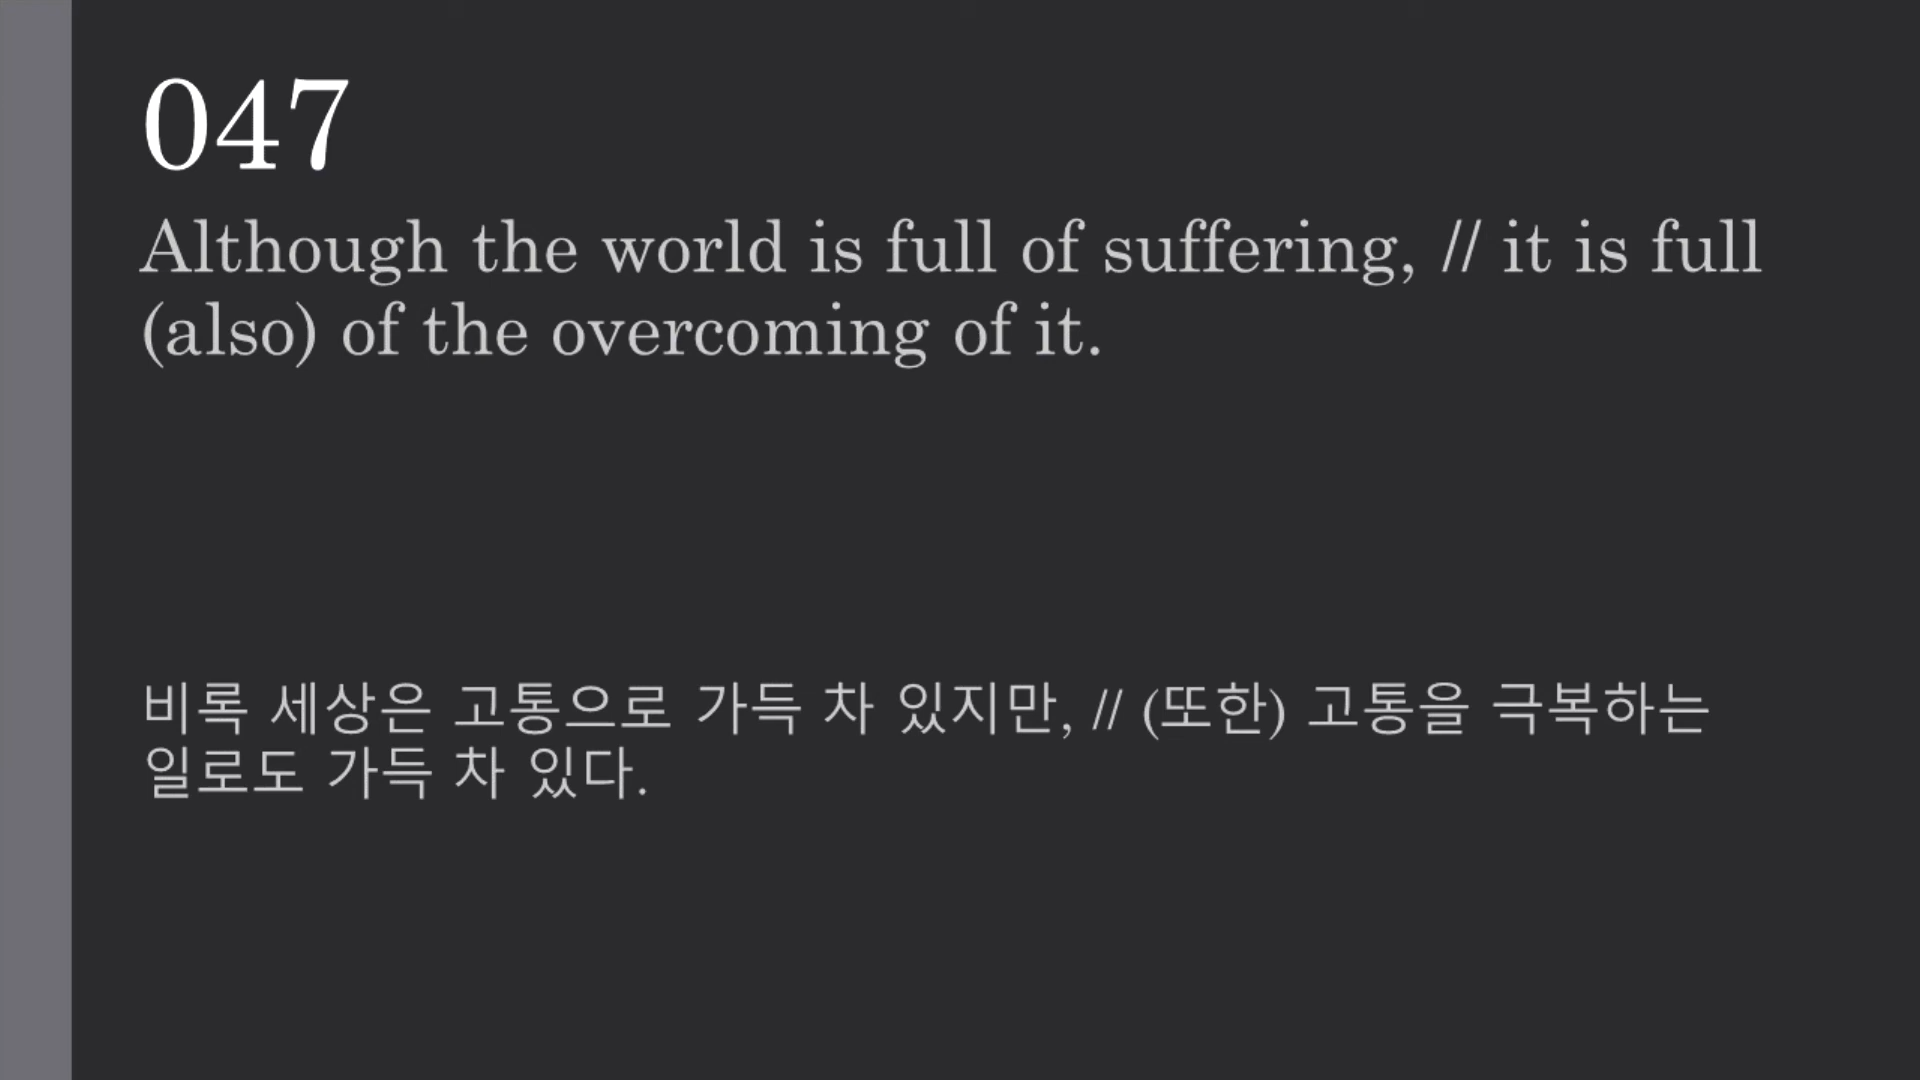 047
Although the world is full of suffering, // it is full
(also) of the overcoming of it.
비록 세상은 고통으로 가득 차 있지만, // (또한) 고통을 극복하는
일로도 가득 차 있다.